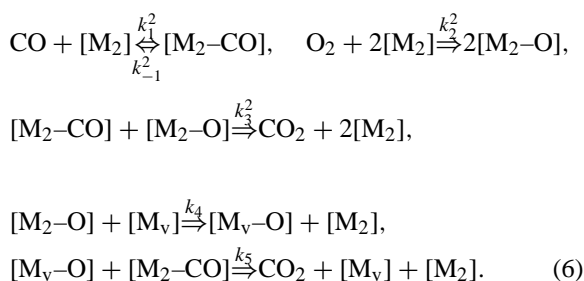 CO + [M₂] ⇔ [M₂–CO], k₁² k₋₁² O₂ + 2[M₂] ⇒ 2[M₂–O], k₂²
[M₂–CO] + [M₂–O] ⇒ CO₂ + 2[M₂], k₃²
[M₂–O] + [Mᵥ] ⇒ [Mᵥ–O] + [M₂], k₄
[Mᵥ–O] + [M₂–CO] ⇒ CO₂ + [Mᵥ] + [M₂]. k₅ (6)